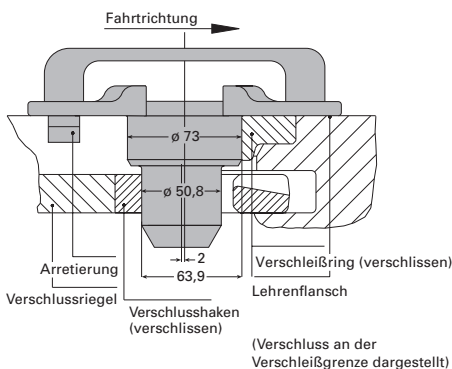 Fahrtrichtung
ø 73
ø 50,8
2
63,9
Arretierung
Verschlussriegel
Verschlusshaken
(verschlissen)
Verschleißring (verschlissen)
Lehrenflansch
(Verschluss an der
Verschleißgrenze dargestellt)